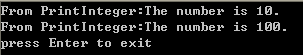 From PrintInteger:The number is 10.
From PrintInteger:The number is 100.
press Enter to exit